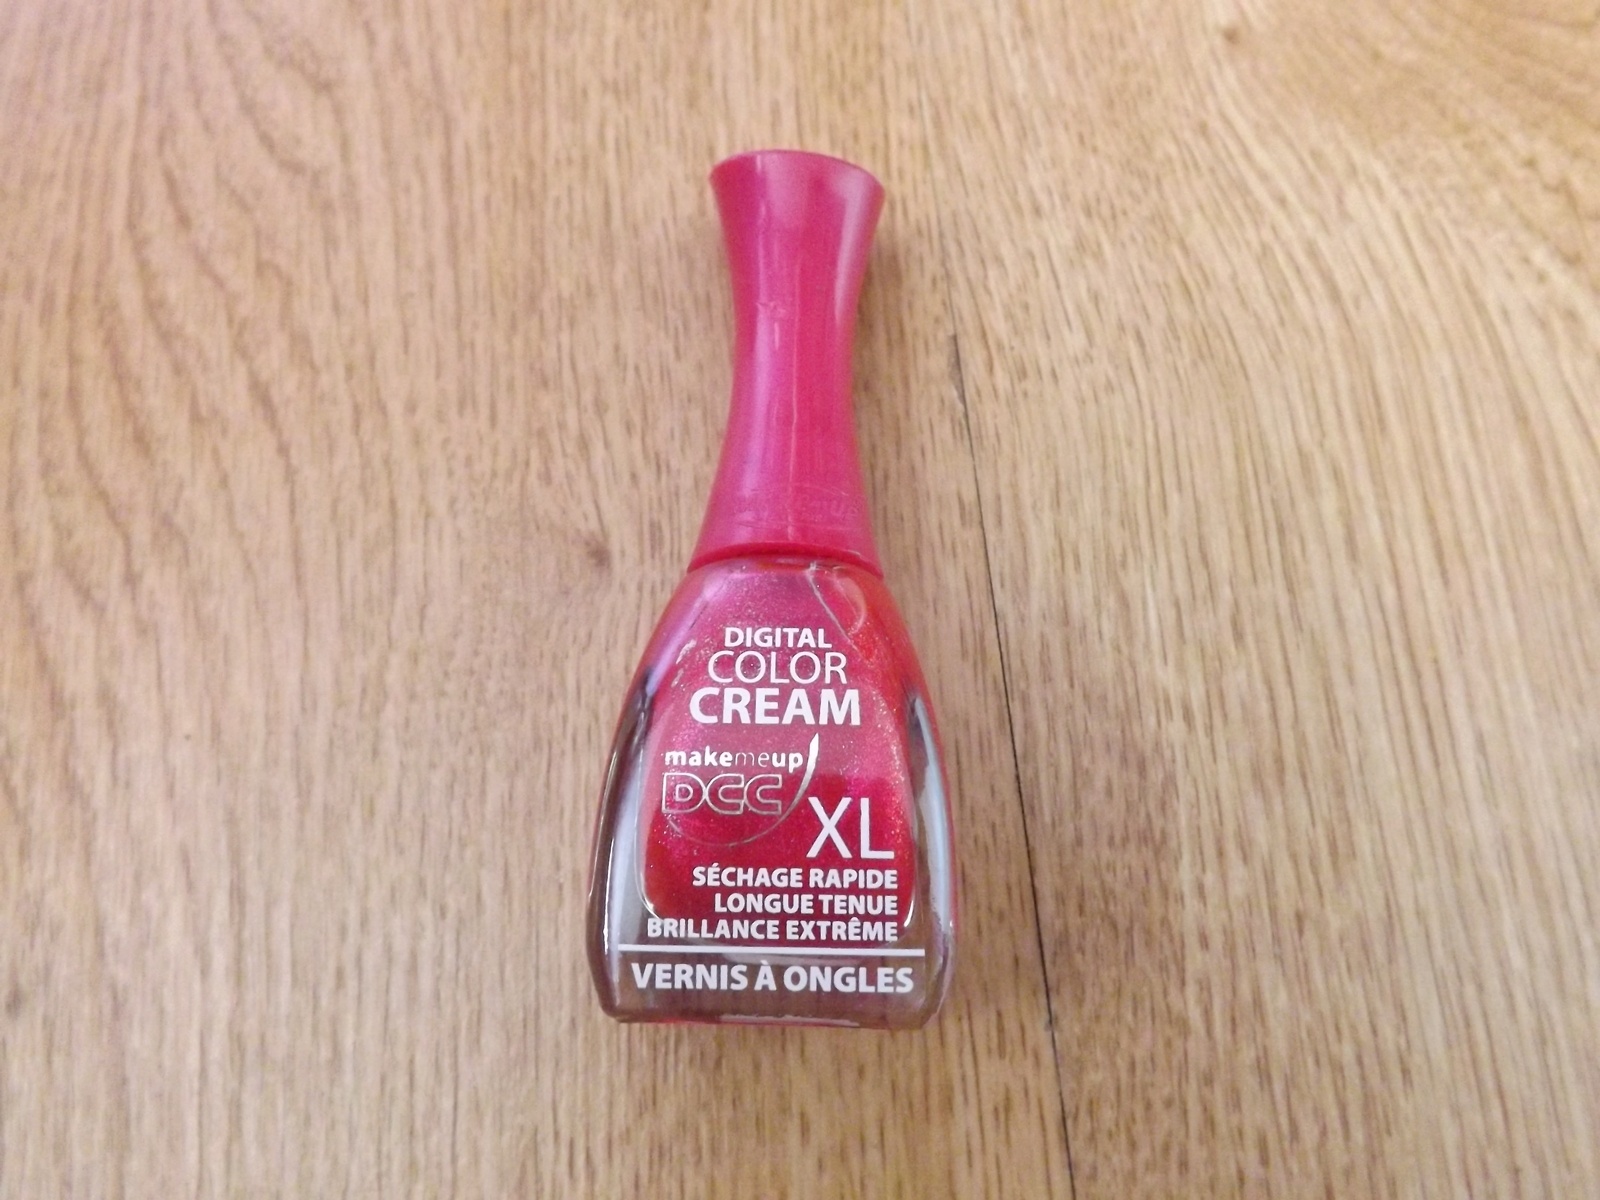 DIGITAL
COLOR
CREAM
makemeup
DCC
XL
SÉCHAGE RAPIDE
LONGUE TENUE
BRILLANCE EXTRÊME
VERNIS À ONGLES